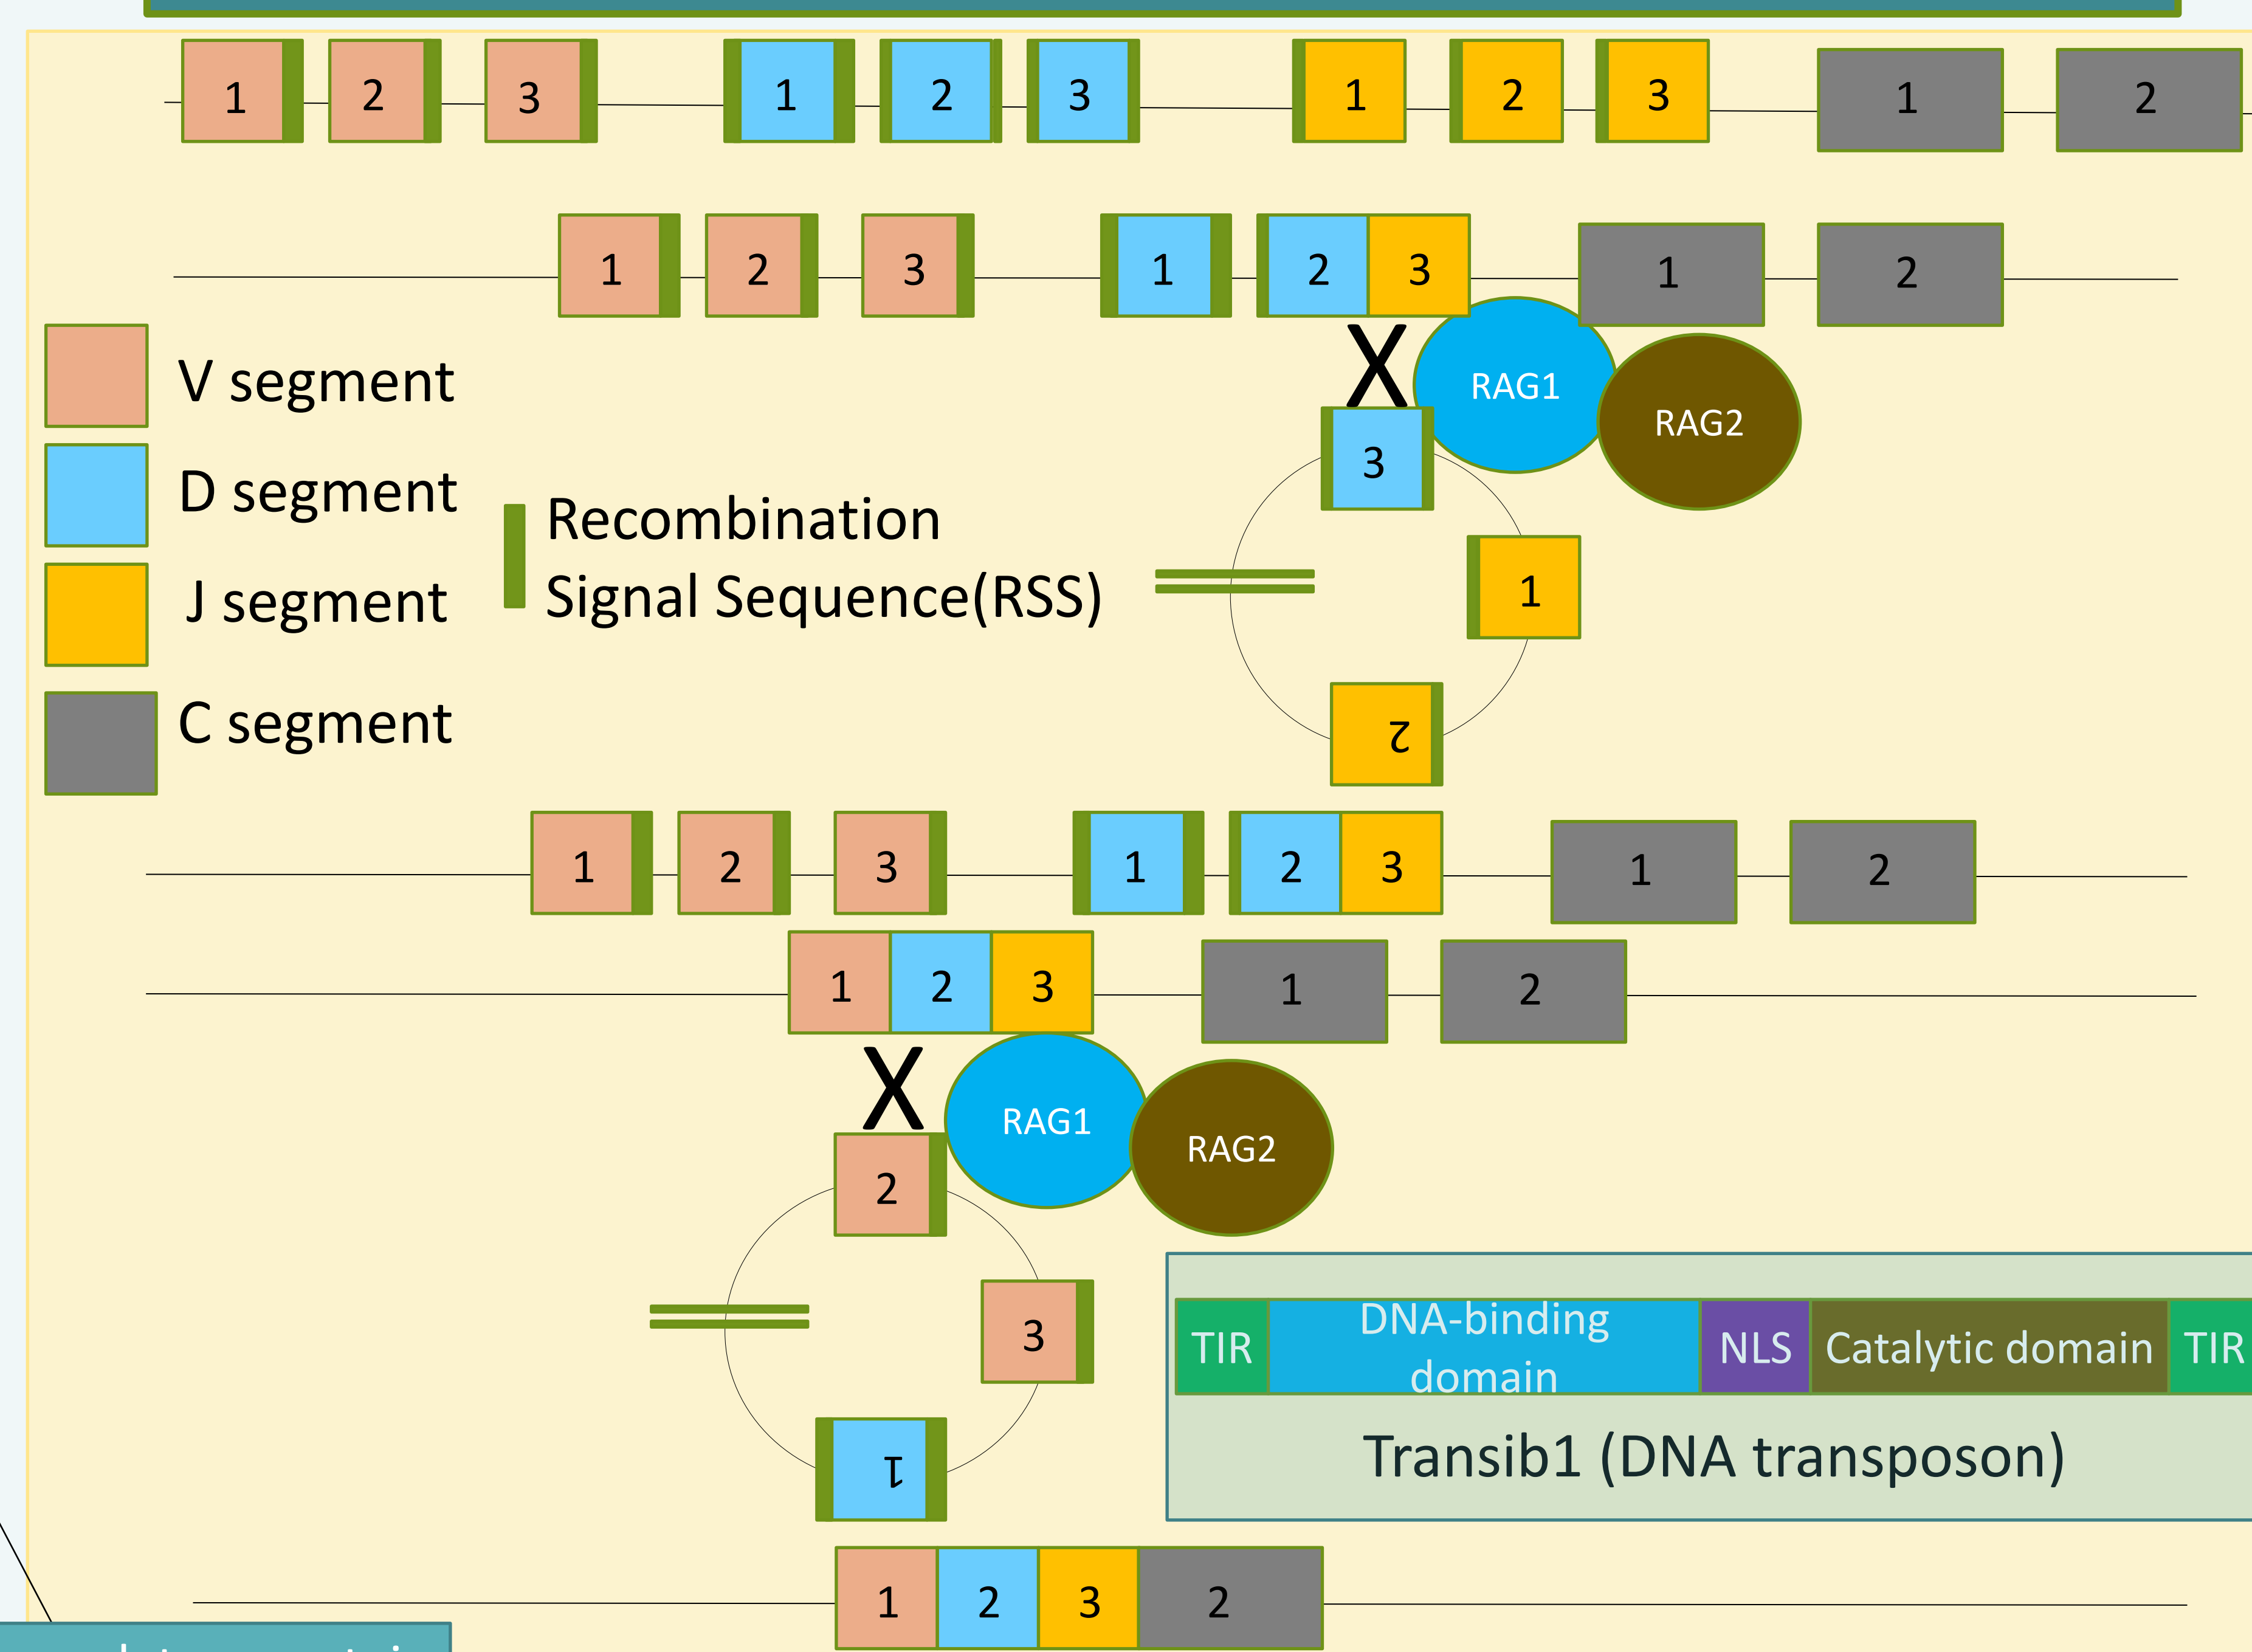 1 2 3 1 2 3 1 2 3 1 2
1 2 3 1 2 3 1 2
X
RAG1
RAG2
V segment
D segment
J segment
C segment
Recombination
Signal Sequence(RSS)
3
1
2
1 2 3 1 2 3 1 2
1 2 3 1 2
X
RAG1
RAG2
2
3
1
TIR
DNA-binding
domain
NLS
Catalytic domain
TIR
Transib1 (DNA transposon)
1 2 3 2